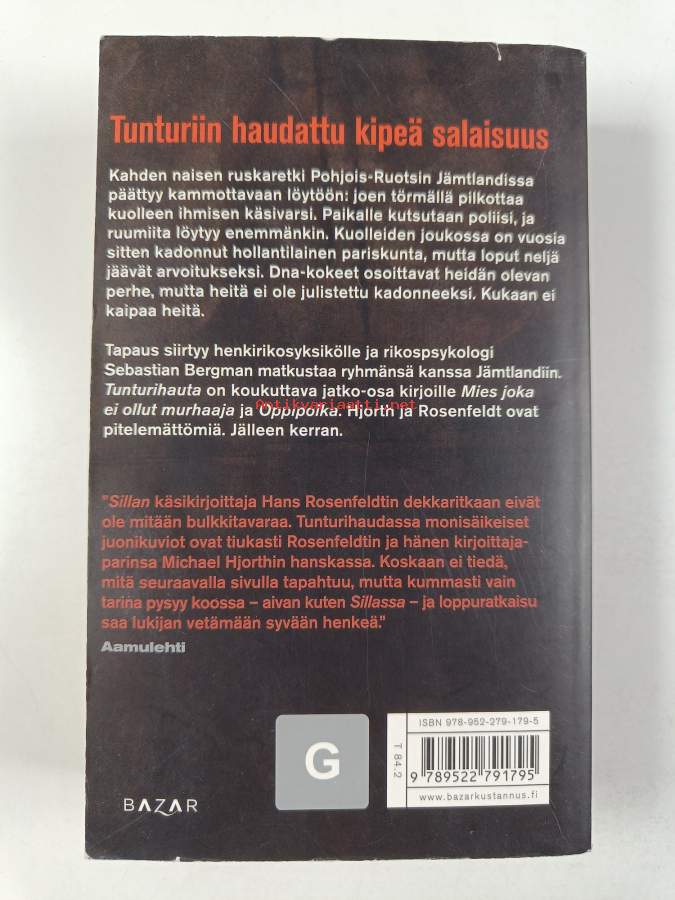 Tunturiin haudattu kipeä salaisuus
Kahden naisen ruskaretki Pohjois-Ruotsin Jämtlandissa
päättyy kammottavaan löytöön: joen törmällä pilkottaa
kuolleen ihmisen käsivarsi. Paikalle kutsutaan poliisi, ja
ruumiita löytyy enemmänkin. Kuolleiden joukossa on vuosia
sitten kadonnut hollantilainen pariskunta, mutta loput neljä
jäävät arvoitukseksi. Dna-kokeet osoittavat heidän olevan
perhe, mutta heitä ei ole julistettu kadonneeksi. Kukaan ei
kaipaa heitä.
Tapaus siirtyy henkirikosyksikölle ja rikospsykologi
Sebastian Bergman matkustaa ryhmänsä kanssa Jämtlandiin.
Tunturihauta on koukuttava jatko-osa kirjoille Mies joka
ei ollut murhaaja ja Oppipoika. Hjorth ja Rosenfeldt ovat
Antikvariaatti.net
pitelemättömiä. Jälleen kerran.
"Sillan käsikirjoittaja Hans Rosenfeldtin dekkaritkaan eivät
ole mitään bulkkitavaraa. Tunturihaudassa monisäikeiset
juonikuviot ovat tiukasti Rosenfeldtin ja hänen kirjoittaja-
parinsa Michael Hjorthin hanskassa. Koskaan ei tiedä,
mitä seuraavalla sivulla tapahtuu, mutta kummasti vain
tarina pysyy koossa – aivan kuten Sillassa – ja loppuratkaisu
saa lukijan vetämään syvään henkeä."
Aamulehti
ISBN 978-952-279-179-5
T 84.2
G
9 789522 791795
www.bazarkustannus.fi
BAZAR